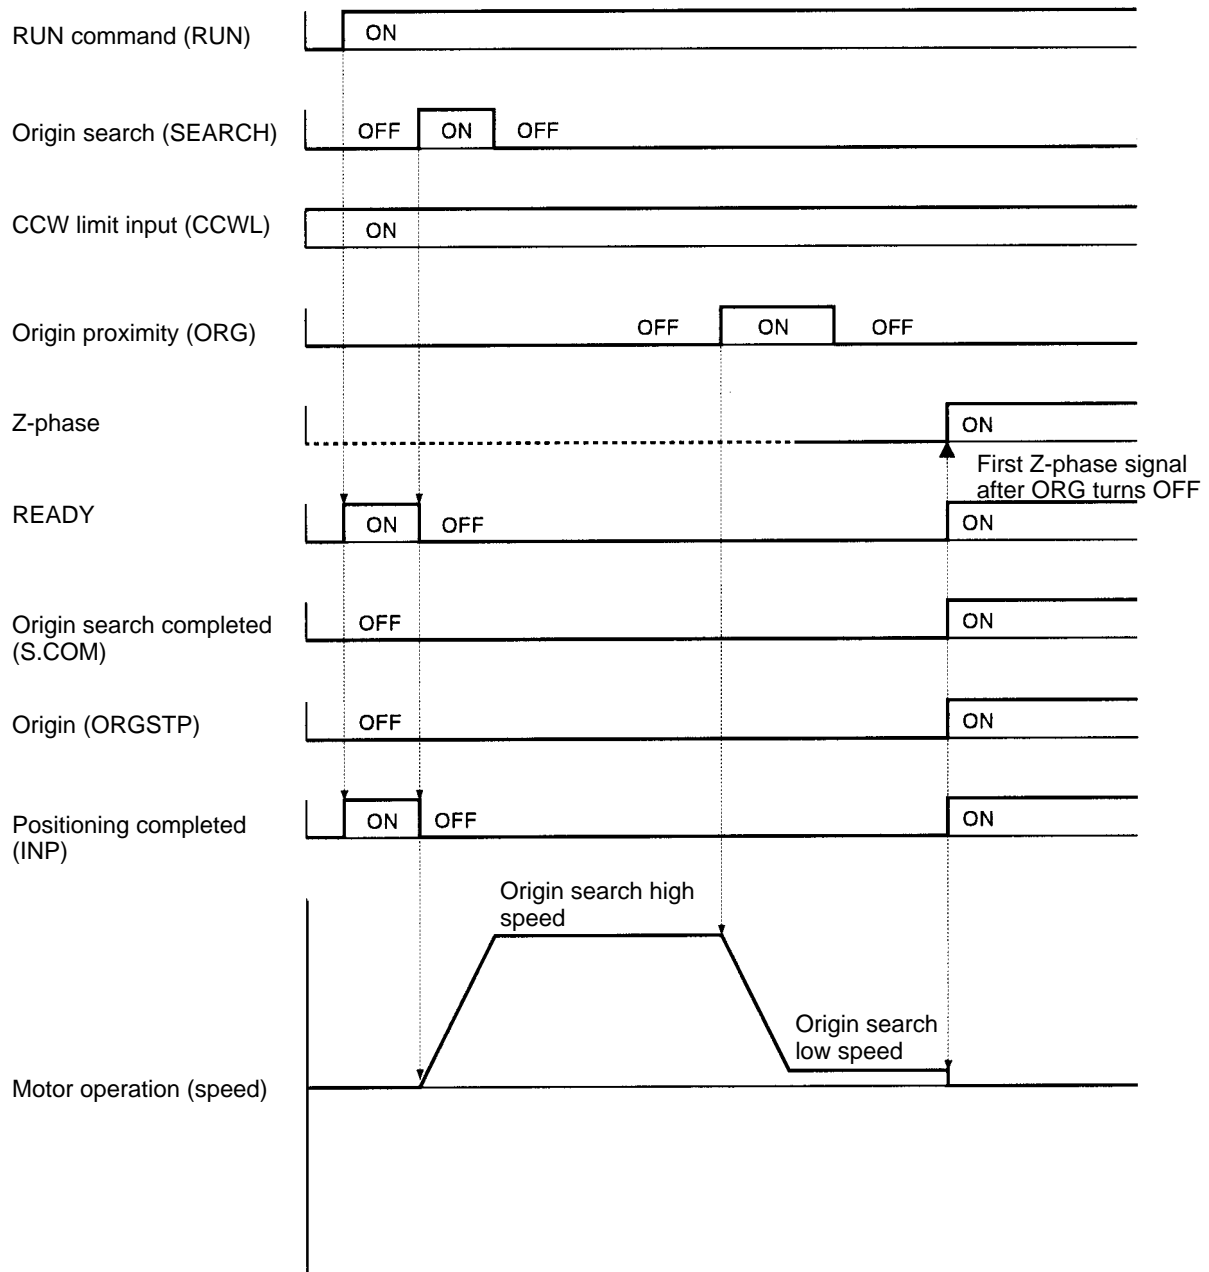 RUN command (RUN)
ON
Origin search (SEARCH)
OFF
ON
OFF
CCW limit input (CCWL)
ON
Origin proximity (ORG)
OFF
ON
OFF
Z-phase
ON
First Z-phase signal
after ORG turns OFF
READY
ON
OFF
ON
Origin search completed
(S.COM)
OFF
ON
Origin (ORGSTP)
OFF
ON
Positioning completed
(INP)
ON
OFF
ON
Origin search high
speed
Origin search
low speed
Motor operation (speed)